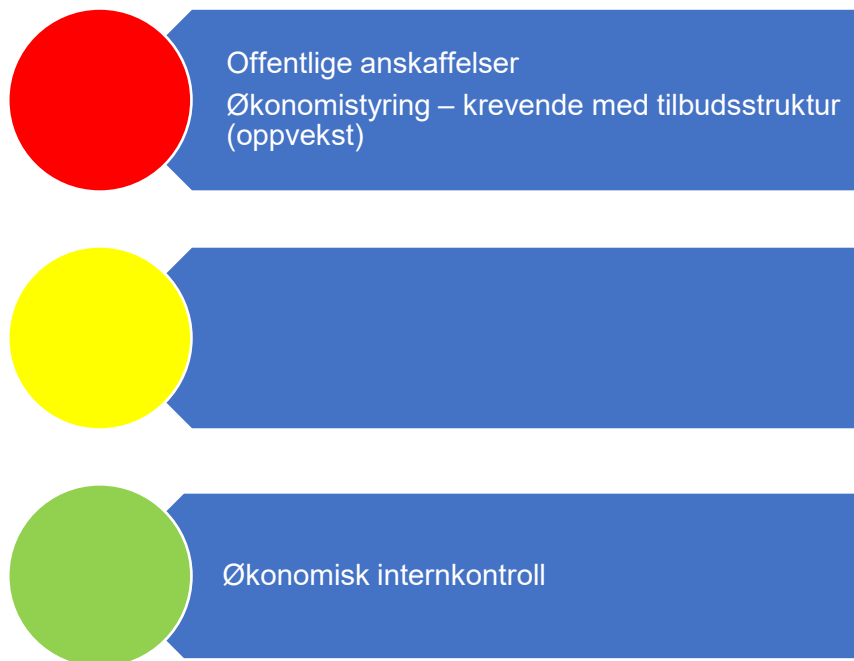 Offentlige anskaffelser
Økonomistyring – krevende med tilbudsstruktur
(oppvekst)
Økonomisk internkontroll